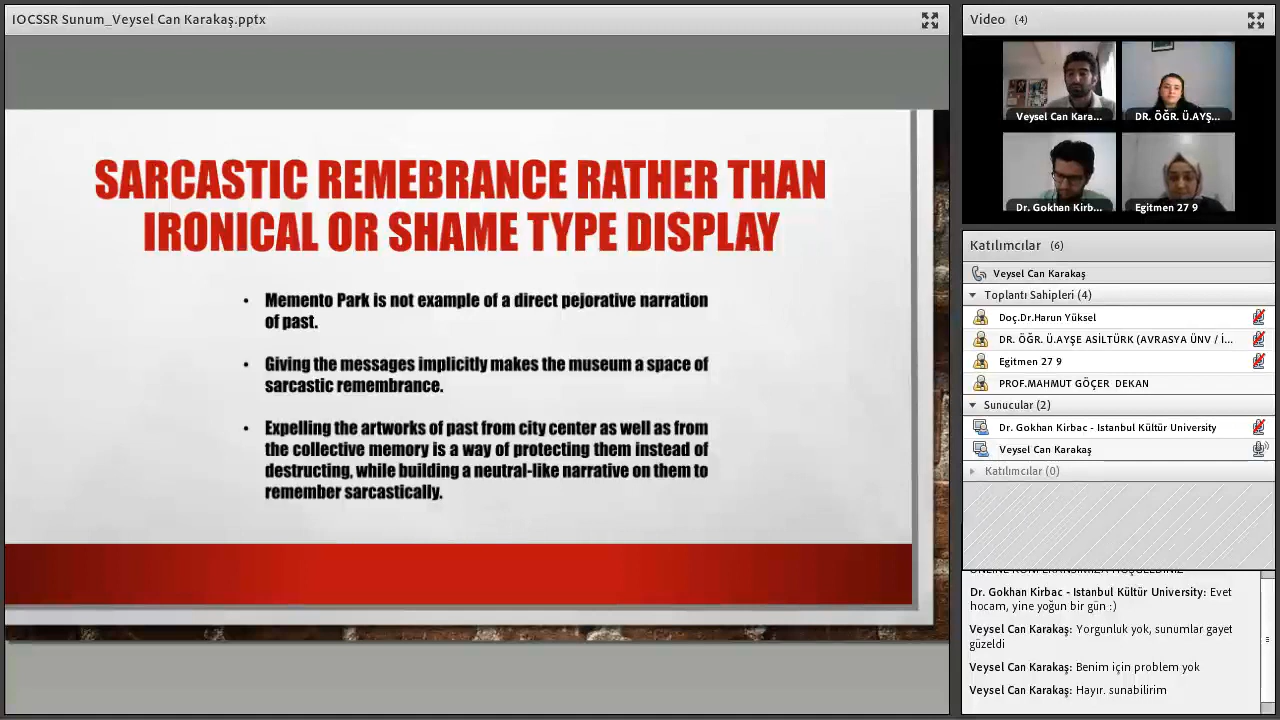 IOCSSR Sunum_Veysel Can Karakaş.pptx
SARCASTIC REMEBRANCE RATHER THAN
IRONICAL OR SHAME TYPE DISPLAY
• Memento Park is not example of a direct pejorative narration
of past.
• Giving the messages implicitly makes the museum a space of
sarcastic remembrance.
• Expelling the artworks of past from city center as well as from
the collective memory is a way of protecting them instead of
destructing, while building a neutral-like narrative on them to
remember sarcastically.
Video (4)
Veysel Can Kara...
DR. ÖĞR. Ü.AYŞ...
Dr. Gokhan Kirb...
Egitmen 27 9
Katılımcılar (6)
Veysel Can Karakaş
Toplantı Sahipleri (4)
Doç.Dr.Harun Yüksel
DR. ÖĞR. Ü.AYŞE ASİLTÜRK (AVRASYA ÜNV / İ...
Egitmen 27 9
PROF.MAHMUT GÖÇER DEKAN
Sunucular (2)
Dr. Gokhan Kirbac - Istanbul Kültür University
Veysel Can Karakaş
Katılımcılar (0)
Dr. Gokhan Kirbac - Istanbul Kültür University: Evet
hocam, yine yoğun bir gün :)
Veysel Can Karakaş: Yorgunluk yok, sunumlar gayet
güzeldi
Veysel Can Karakaş: Benim için problem yok
Veysel Can Karakaş: Hayır. sunabilirim